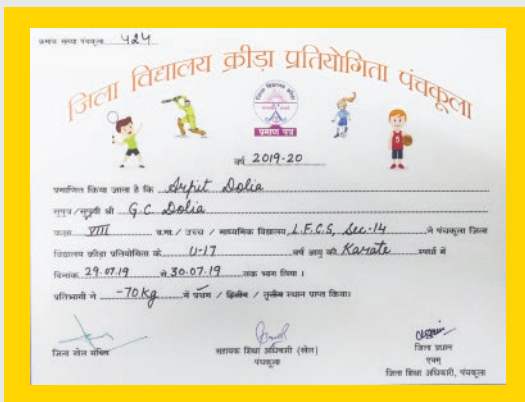 क्रमांक संख्या पंचकूला 424
जिला विद्यालय क्रीड़ा प्रतियोगिता पंचकूला
प्रमाण पत्र
वर्ष 2019-20
प्रमाणित किया जाता है कि Arpit Dolia
सुपुत्र/सुपुत्री श्री G.C Dolia
कक्षा VIII व.मा./ उच्च / माध्यमिक विद्यालय L.F.C.S, Sec-14 ने पंचकूला जिला
विद्यालय क्रीड़ा प्रतियोगिता के U-17 वर्ष आयु की Karate स्पर्धा में
दिनांक 29.07.19 से 30.07.19 तक भाग लिया ।
प्रतिभागी ने -70Kg में प्रथम / द्वितीय / तृतीय स्थान प्राप्त किया।
जिला खेल सचिव
सहायक शिक्षा अधिकारी (खेल)
पंचकूला
जिला प्रधान
एवम्
जिला शिक्षा अधिकारी, पंचकूला